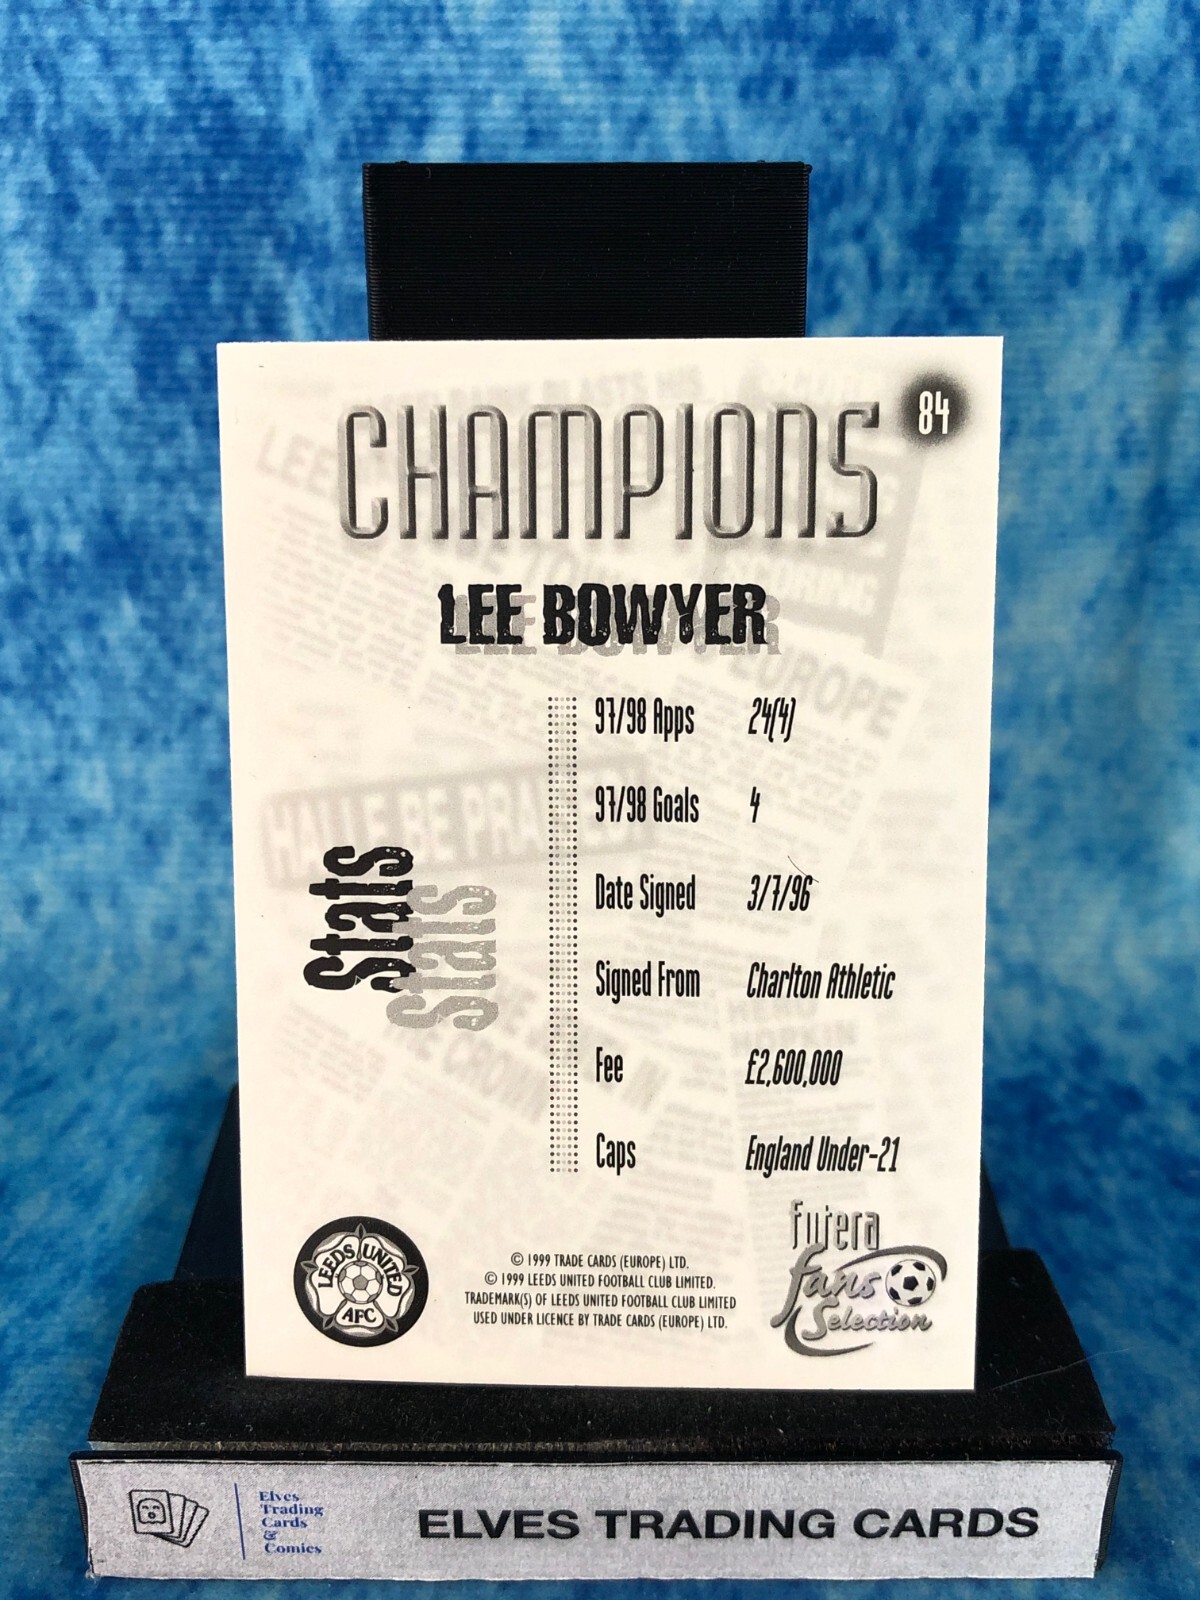 84
CHAMPIONS
LEE BOWYER
Stats
97/98 Apps 24(4)
97/98 Goals 4
Date Signed 3/7/96
Signed From Charlton Athletic
Fee £2,600,000
Caps England Under-21
LEEDS UNITED
AFC
© 1999 TRADE CARDS (EUROPE) LTD.
© 1999 LEEDS UNITED FOOTBALL CLUB LIMITED.
TRADEMARK(S) OF LEEDS UNITED FOOTBALL CLUB LIMITED
USED UNDER LICENCE BY TRADE CARDS (EUROPE) LTD.
futera
fans
Selection
Elves
Trading
Cards
&
Comics
ELVES TRADING CARDS